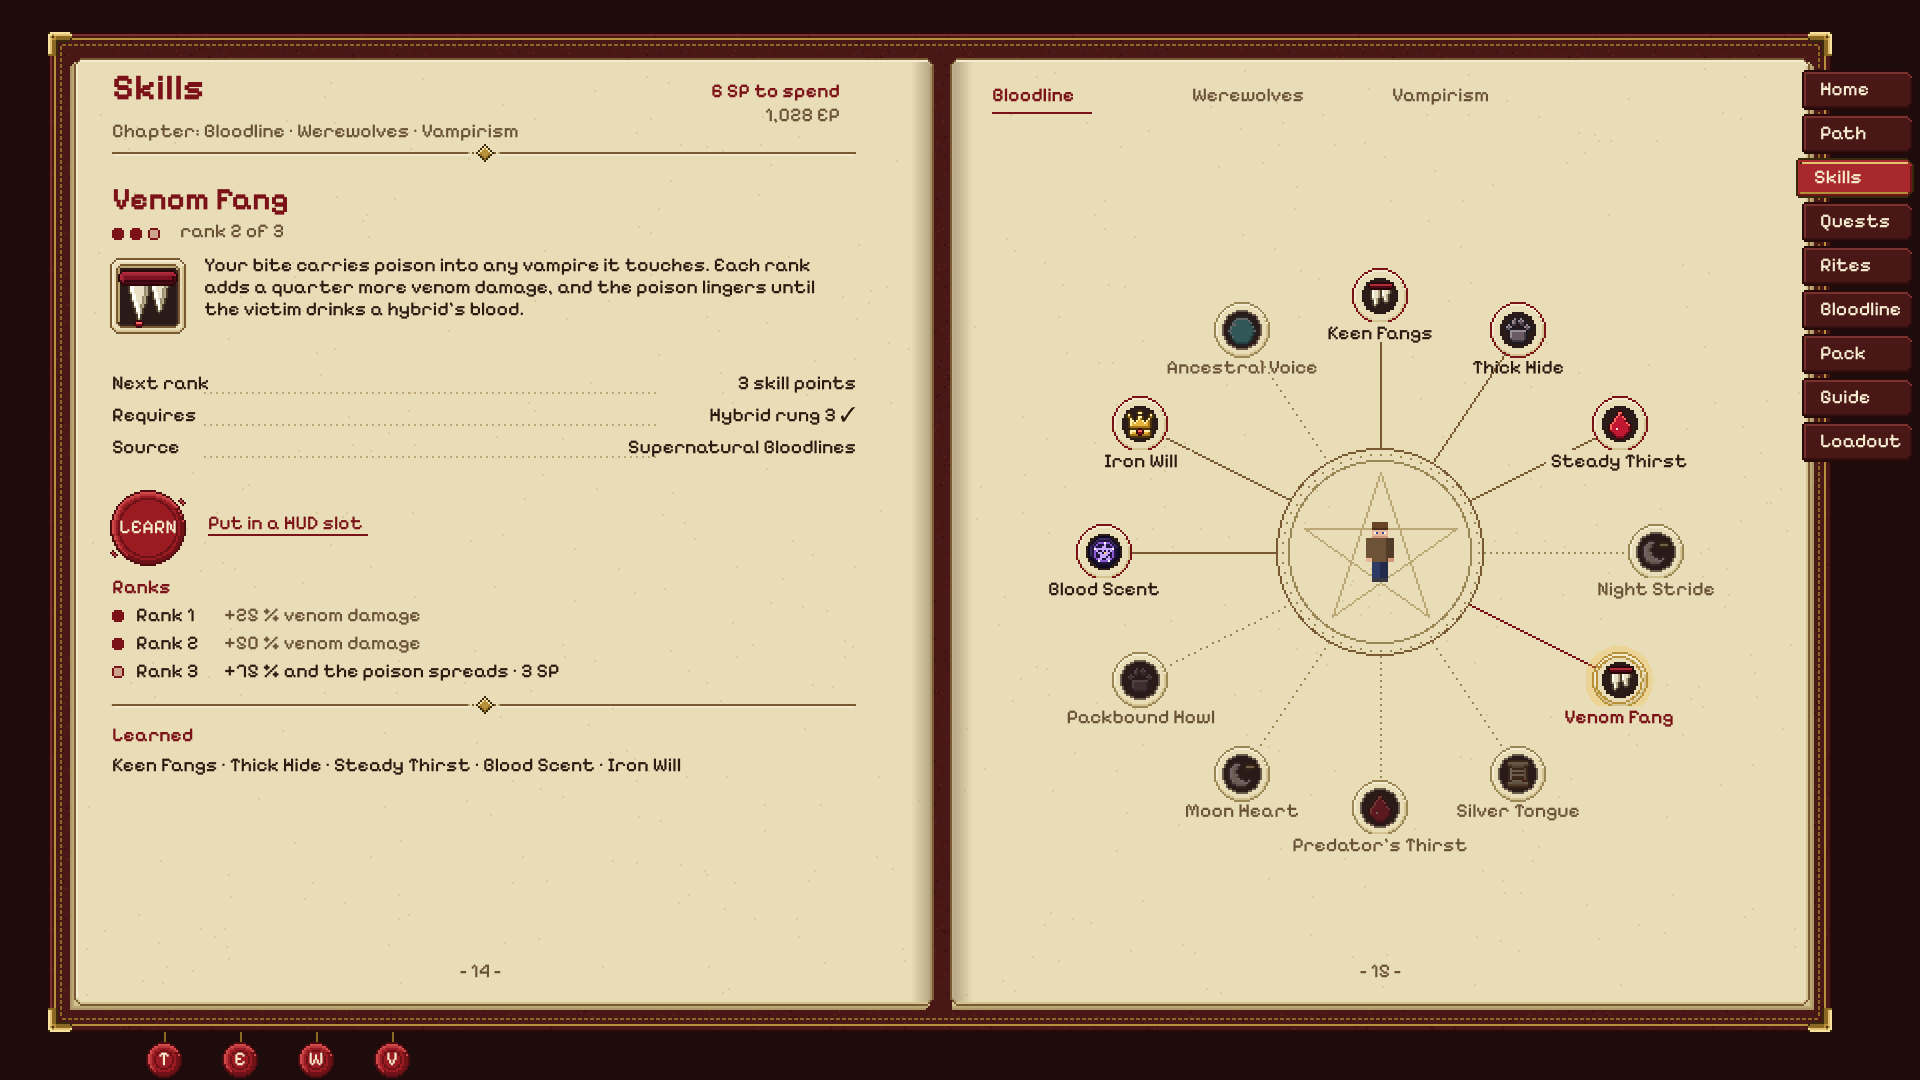 Skills
6 SP to spend
1,028 EP
Chapter: Bloodline · Werewolves · Vampirism
Venom Fang
rank 2 of 3
Your bite carries poison into any vampire it touches. Each rank
adds a quarter more venom damage, and the poison lingers until
the victim drinks a hybrid's blood.
Next rank 3 skill points
Requires Hybrid rung 3 ✓
Source Supernatural Bloodlines
LEARN
Put in a HUD slot
Ranks
Rank 1 +25 % venom damage
Rank 2 +50 % venom damage
Rank 3 +75 % and the poison spreads · 3 SP
Learned
Keen Fangs · Thick Hide · Steady Thirst · Blood Scent · Iron Will
- 14 -
Bloodline Werewolves Vampirism
Keen Fangs
Ancestral Voice
Thick Hide
Iron Will
Steady Thirst
Blood Scent
Night Stride
Packbound Howl
Venom Fang
Moon Heart
Silver Tongue
Predator's Thirst
- 15 -
Home
Path
Skills
Quests
Rites
Bloodline
Pack
Guide
Loadout
T E W V